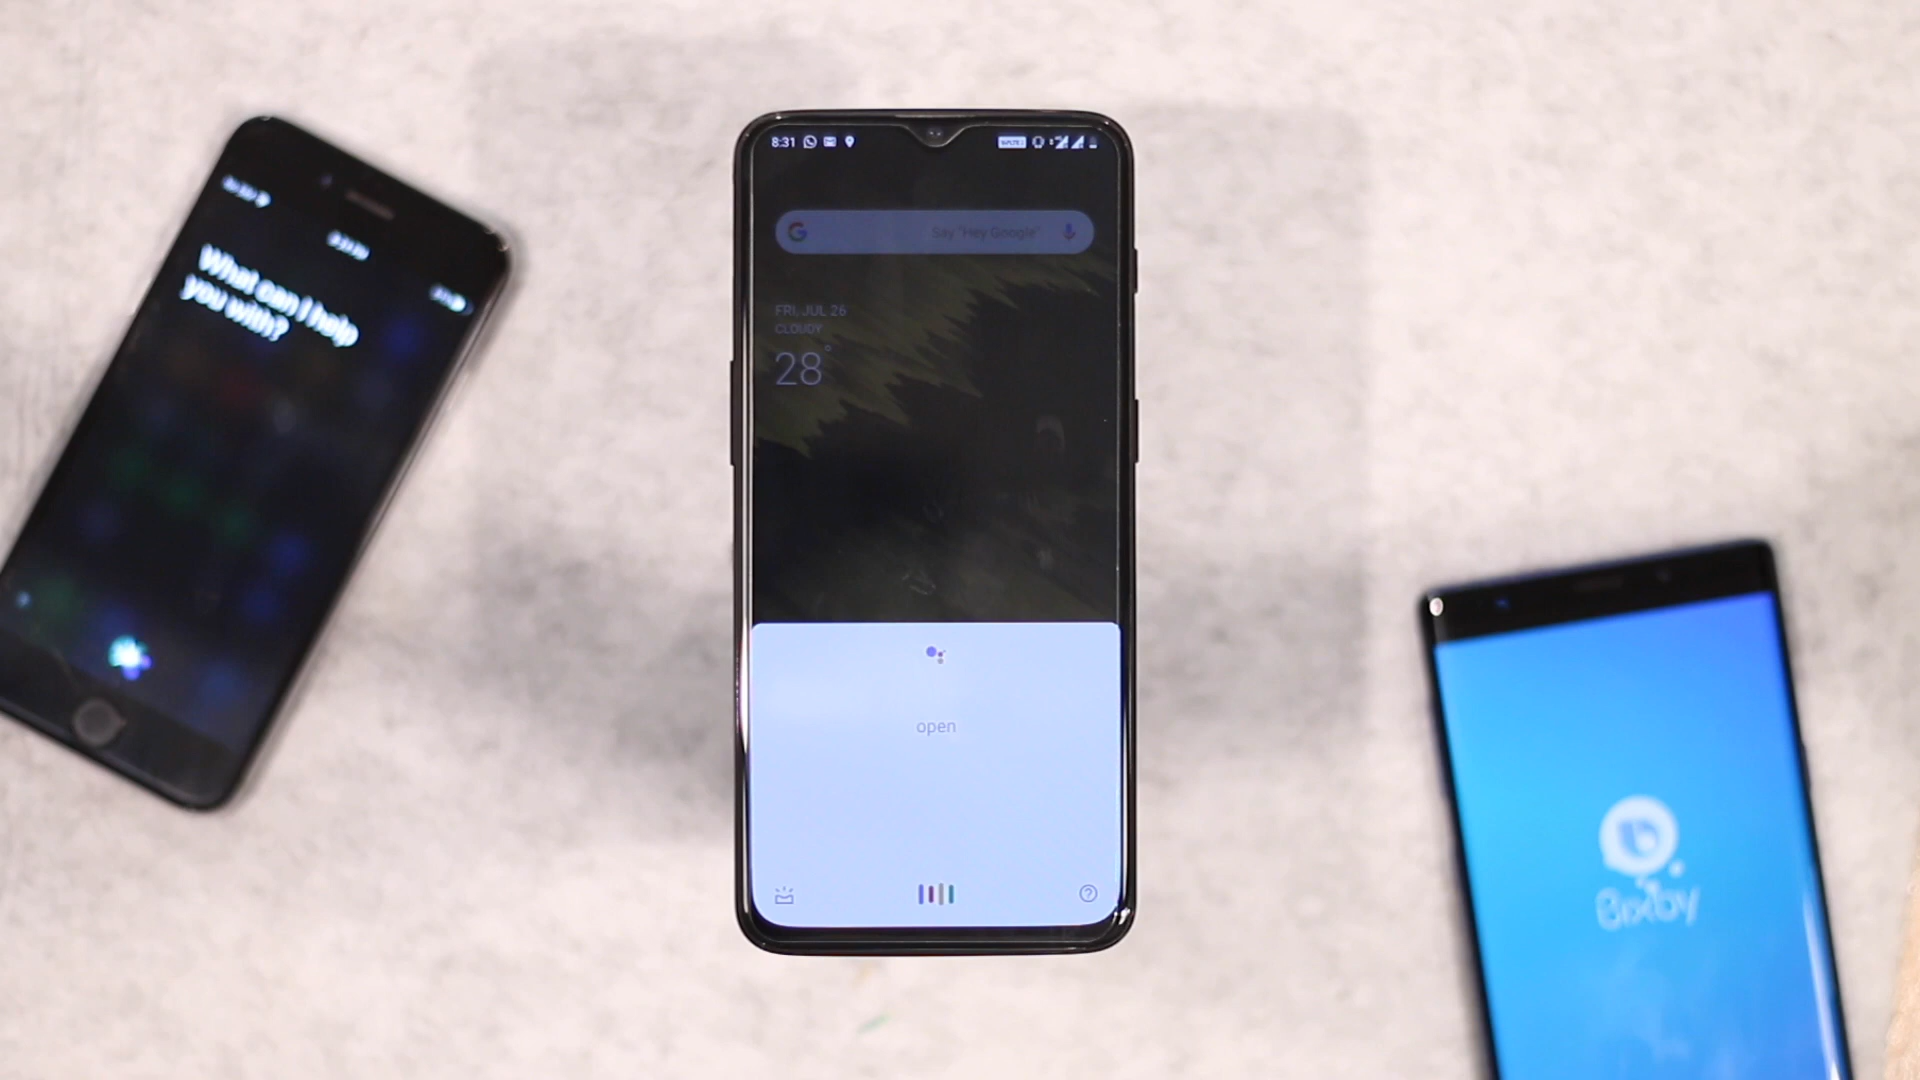 What can I help
you with?
8:31
Say "Hey Google"
FRI, JUL 26
CLOUDY
28°
open
Bixby